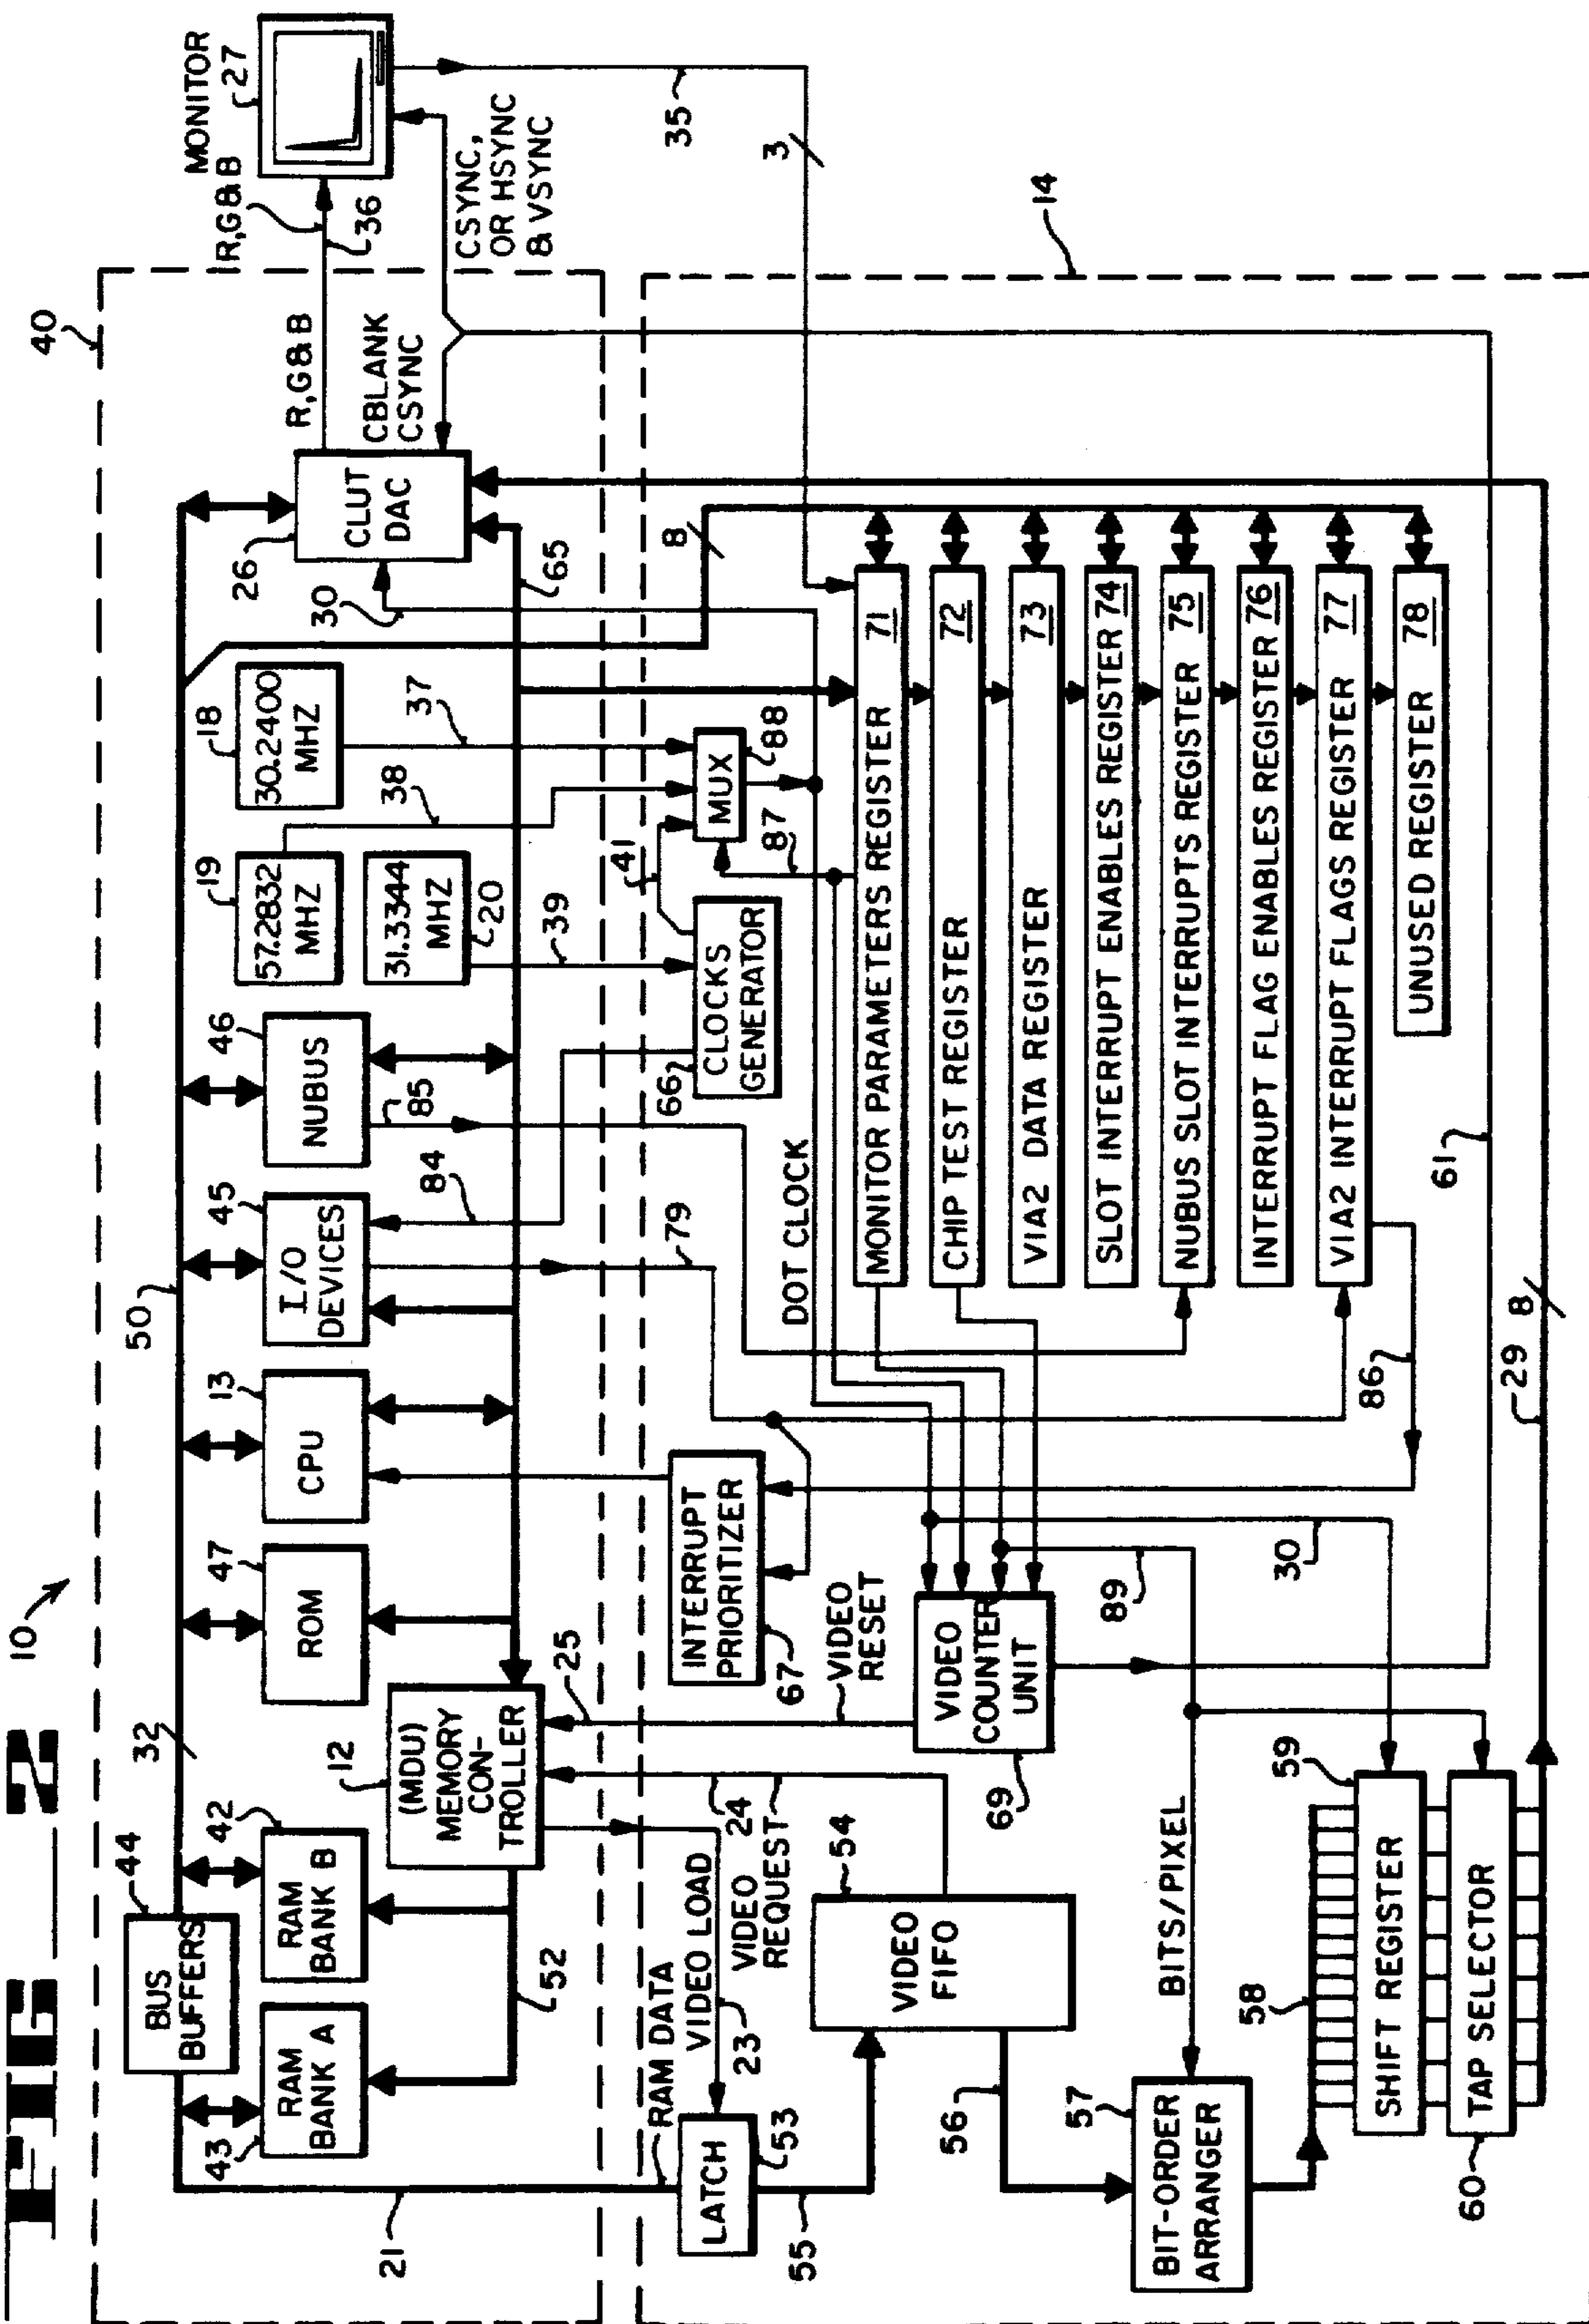 FIG_2
10
40
50
44
BUS
BUFFERS
32
43
RAM
BANK A
42
RAM
BANK B
47
ROM
13
CPU
45
I/O
DEVICES
46
NUBUS
19
57.2832
MHZ
18
30.2400
MHZ
31.3344
MHZ
20
26
CLUT
DAC
30
R,G&B
CBLANK
CSYNC
MONITOR
27
R,G&B
36
CSYNC,
OR HSYNC
& VSYNC
35
3
14
12
(MDU)
MEMORY
CON-
TROLLER
52
21
84
85
79
39
38
37
65
8
41
RAM DATA
VIDEO LOAD
23
24
VIDEO
REQUEST
25
VIDEO
RESET
LATCH
53
55
VIDEO
FIFO
54
56
INTERRUPT
PRIORITIZER
67
66
CLOCKS
GENERATOR
MUX
88
87
DOT CLOCK
VIDEO
COUNTER
UNIT
69
89
30
MONITOR PARAMETERS REGISTER 71
CHIP TEST REGISTER 72
VIA2 DATA REGISTER 73
SLOT INTERRUPT ENABLES REGISTER 74
NUBUS SLOT INTERRUPTS REGISTER 75
INTERRUPT FLAG ENABLES REGISTER 76
VIA2 INTERRUPT FLAGS REGISTER 77
UNUSED REGISTER 78
86
61
BITS/PIXEL
57
BIT-ORDER
ARRANGER
58
59
SHIFT REGISTER
TAP SELECTOR
60
29
8